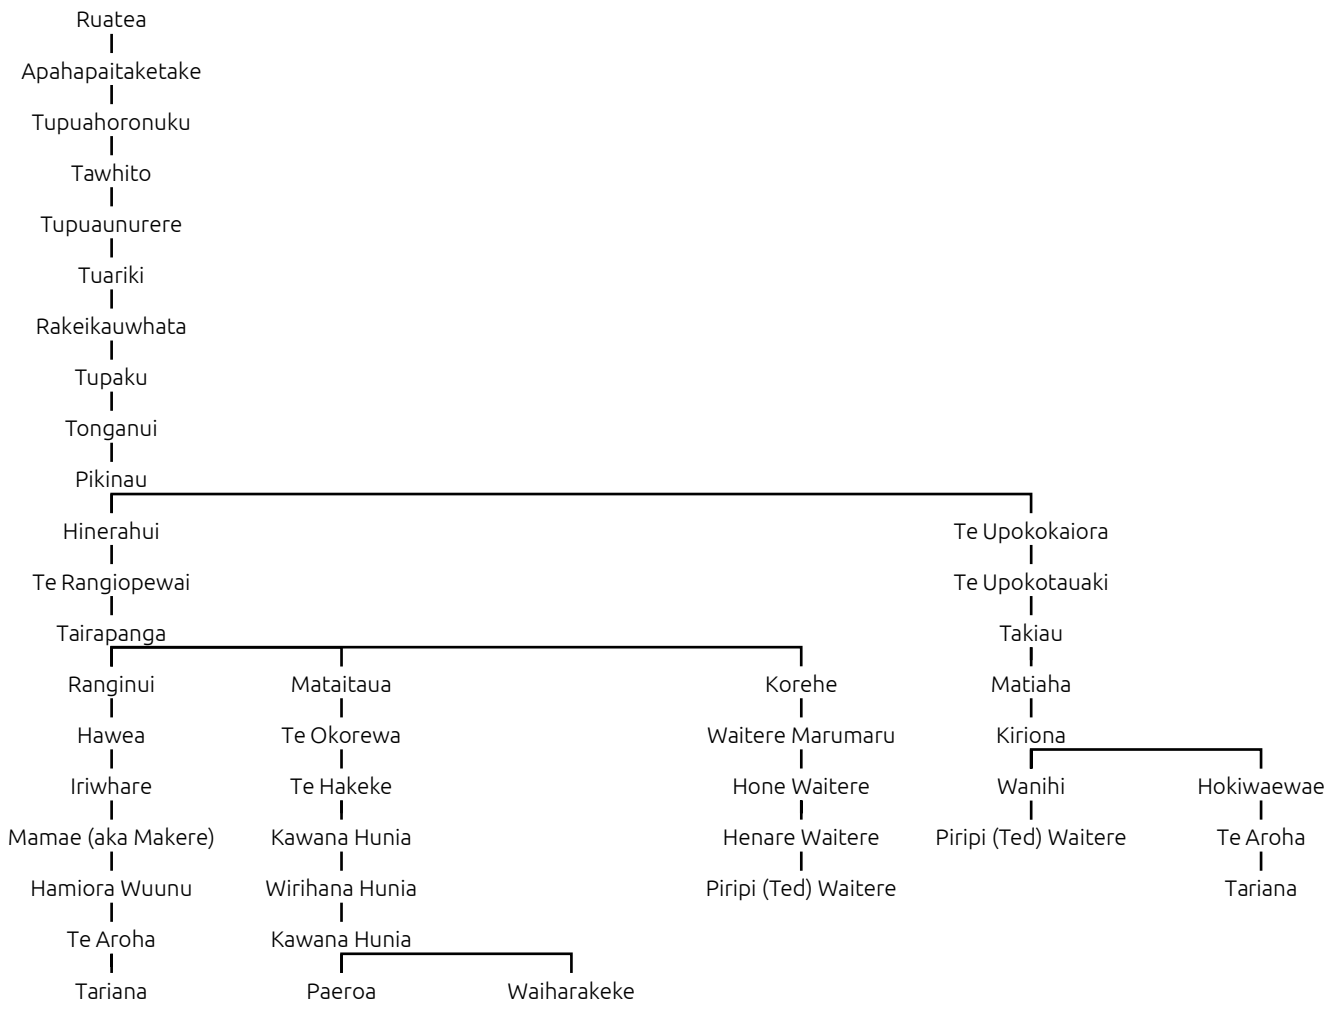 Ruatea
Apahapaitaketake
Tupuahoronuku
Tawhito
Tupuaunurere
Tuariki
Rakeikauwhata
Tupaku
Tonganui
Pikinau
Hinerahui Te Upokokaiora
Te Rangiopewai Te Upokotauaki
Tairapanga Takiau
Ranginui Mataitaua Korehe Matiaha
Hawea Te Okorewa Waitere Marumaru Kiriona
Iriwhare Te Hakeke Hone Waitere Wanihi Hokiwaewae
Mamae (aka Makere) Kawana Hunia Henare Waitere Piripi (Ted) Waitere Te Aroha
Hamiora Wuunu Wirihana Hunia Piripi (Ted) Waitere Tariana
Te Aroha Kawana Hunia
Tariana Paeroa Waiharakeke